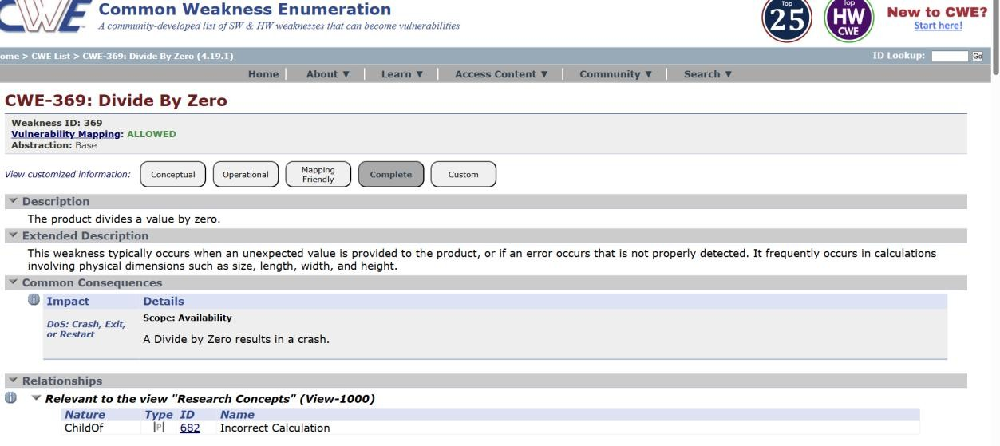 CWE
Common Weakness Enumeration
A community-developed list of SW & HW weaknesses that can become vulnerabilities
Top
25
Top
HW
CWE
New to CWE?
Start here!
ome > CWE List > CWE-369: Divide By Zero (4.19.1)
ID Lookup:
Go
Home
About ▼
Learn ▼
Access Content ▼
Community ▼
Search ▼
CWE-369: Divide By Zero
Weakness ID: 369
Vulnerability Mapping: ALLOWED
Abstraction: Base
View customized information:
Conceptual
Operational
Mapping
Friendly
Complete
Custom
Description
The product divides a value by zero.
Extended Description
This weakness typically occurs when an unexpected value is provided to the product, or if an error occurs that is not properly detected. It frequently occurs in calculations
involving physical dimensions such as size, length, width, and height.
Common Consequences
Impact Details
DoS: Crash, Exit,
or Restart
Scope: Availability
A Divide by Zero results in a crash.
Relationships
Relevant to the view "Research Concepts" (View-1000)
Nature Type ID Name
ChildOf P 682 Incorrect Calculation